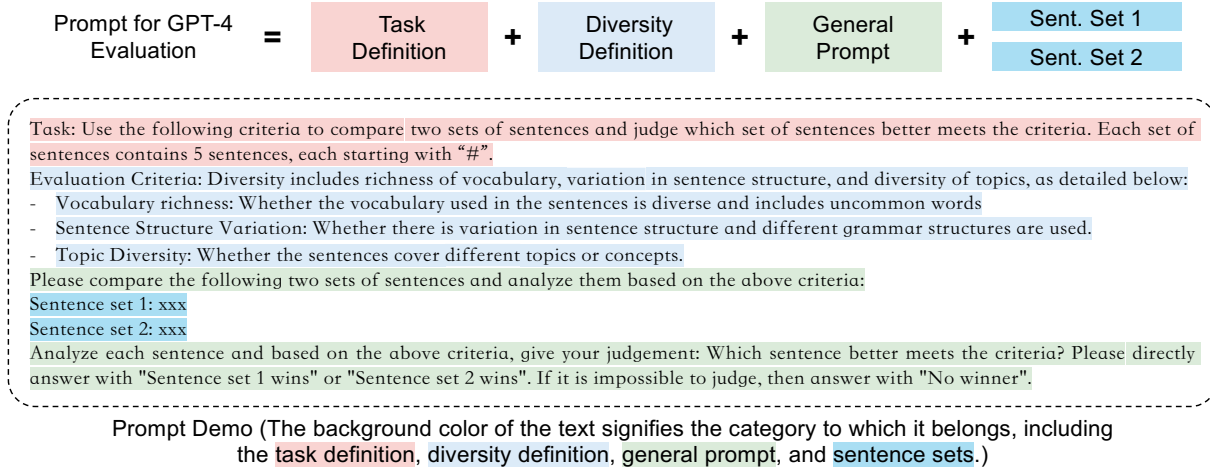 Prompt for GPT-4 Evaluation = Task Definition + Diversity Definition + General Prompt + Sent. Set 1
Sent. Set 2
Task: Use the following criteria to compare two sets of sentences and judge which set of sentences better meets the criteria. Each set of
sentences contains 5 sentences, each starting with “#”.
Evaluation Criteria: Diversity includes richness of vocabulary, variation in sentence structure, and diversity of topics, as detailed below:
- Vocabulary richness: Whether the vocabulary used in the sentences is diverse and includes uncommon words
- Sentence Structure Variation: Whether there is variation in sentence structure and different grammar structures are used.
- Topic Diversity: Whether the sentences cover different topics or concepts.
Please compare the following two sets of sentences and analyze them based on the above criteria:
Sentence set 1: xxx
Sentence set 2: xxx
Analyze each sentence and based on the above criteria, give your judgement: Which sentence better meets the criteria? Please directly
answer with "Sentence set 1 wins" or "Sentence set 2 wins". If it is impossible to judge, then answer with "No winner".
Prompt Demo (The background color of the text signifies the category to which it belongs, including
the task definition, diversity definition, general prompt, and sentence sets.)